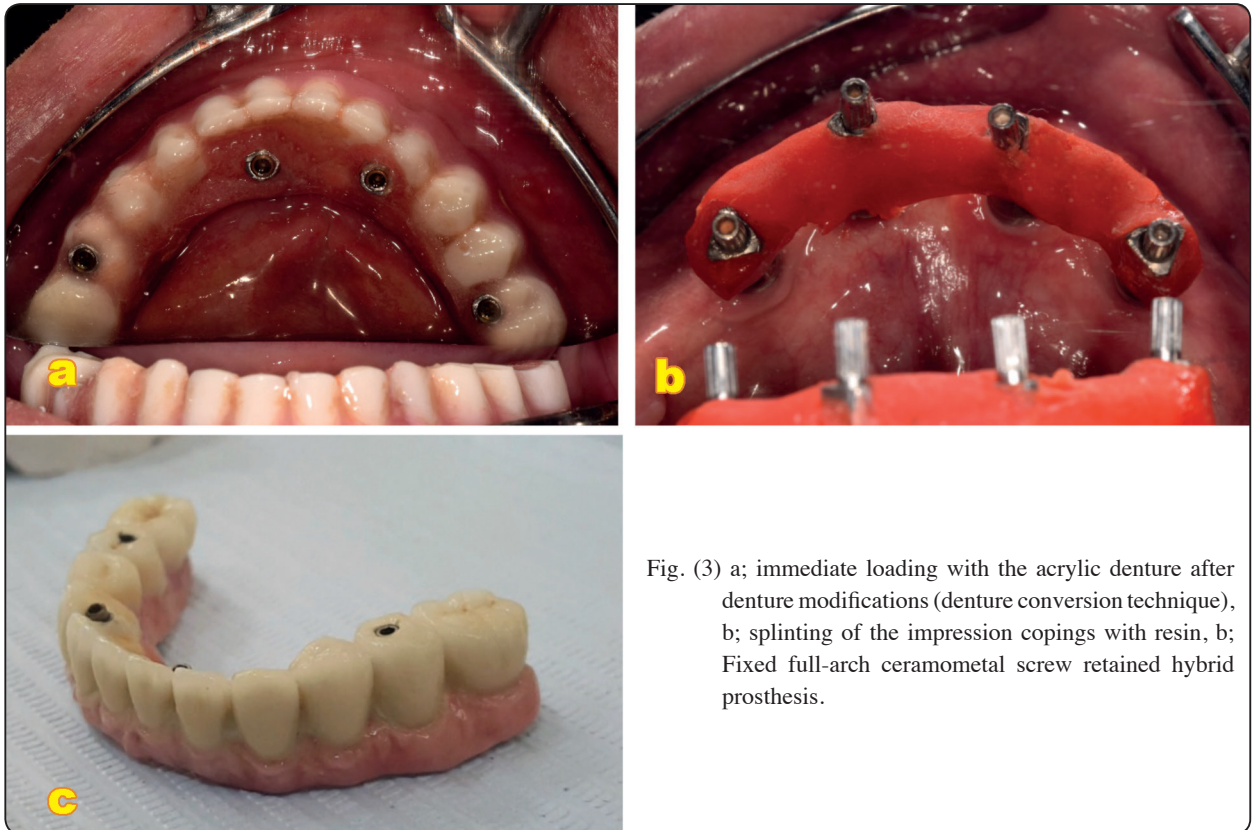 a
b
c
Fig. (3) a; immediate loading with the acrylic denture after
denture modifications (denture conversion technique),
b; splinting of the impression copings with resin, b;
Fixed full-arch ceramometal screw retained hybrid
prosthesis.